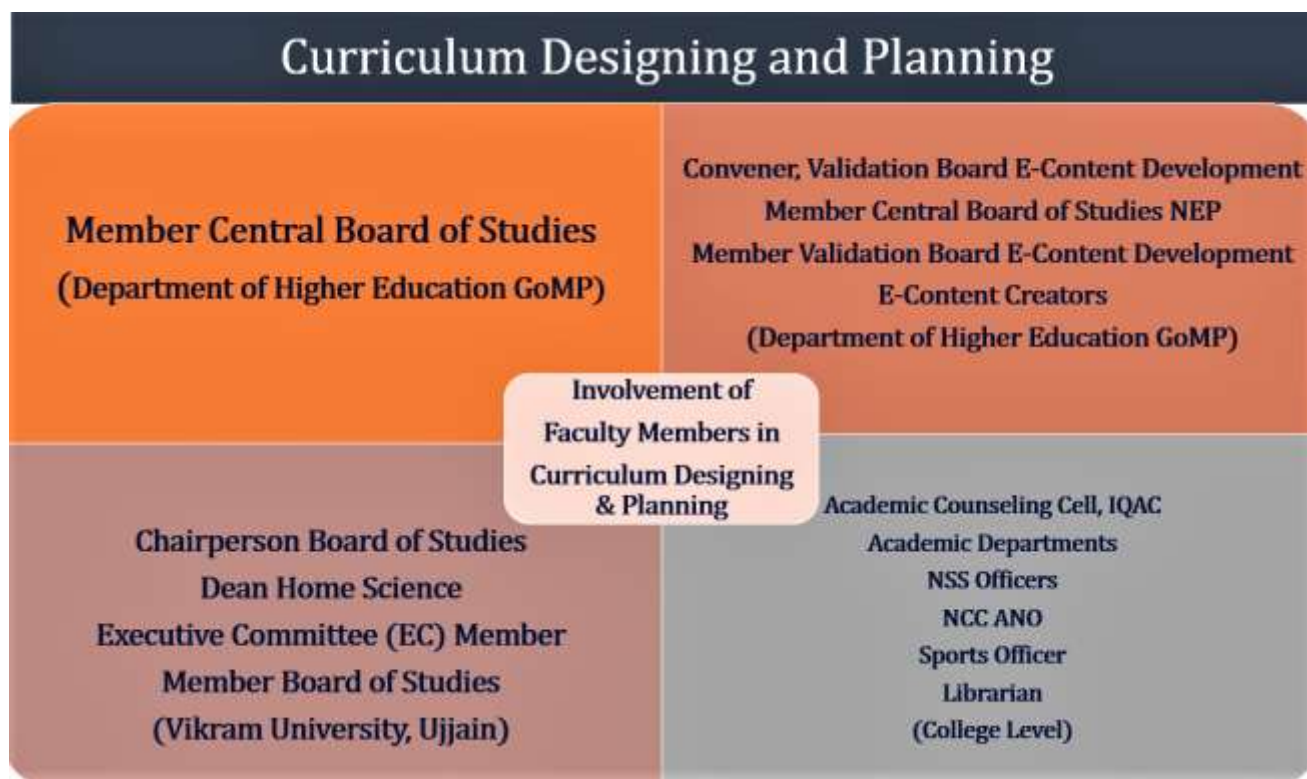 Curriculum Designing and Planning
Member Central Board of Studies
(Department of Higher Education GoMP)
Convener, Validation Board E-Content Development
Member Central Board of Studies NEP
Member Validation Board E-Content Development
E-Content Creators
(Department of Higher Education GoMP)
Involvement of
Faculty Members in
Curriculum Designing
& Planning
Chairperson Board of Studies
Dean Home Science
Executive Committee (EC) Member
Member Board of Studies
(Vikram University, Ujjain)
Academic Counseling Cell, IQAC
Academic Departments
NSS Officers
NCC ANO
Sports Officer
Librarian
(College Level)